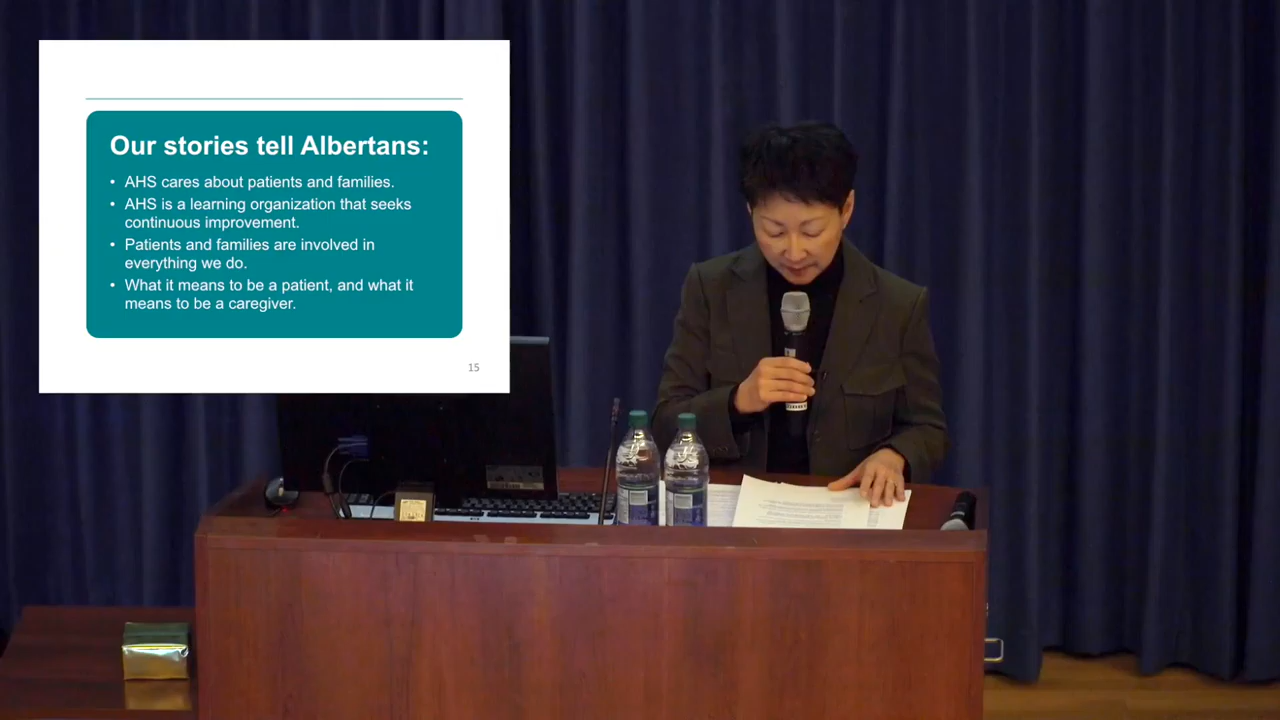 Our stories tell Albertans:
• AHS cares about patients and families.
• AHS is a learning organization that seeks
continuous improvement.
• Patients and families are involved in
everything we do.
• What it means to be a patient, and what it
means to be a caregiver.
15